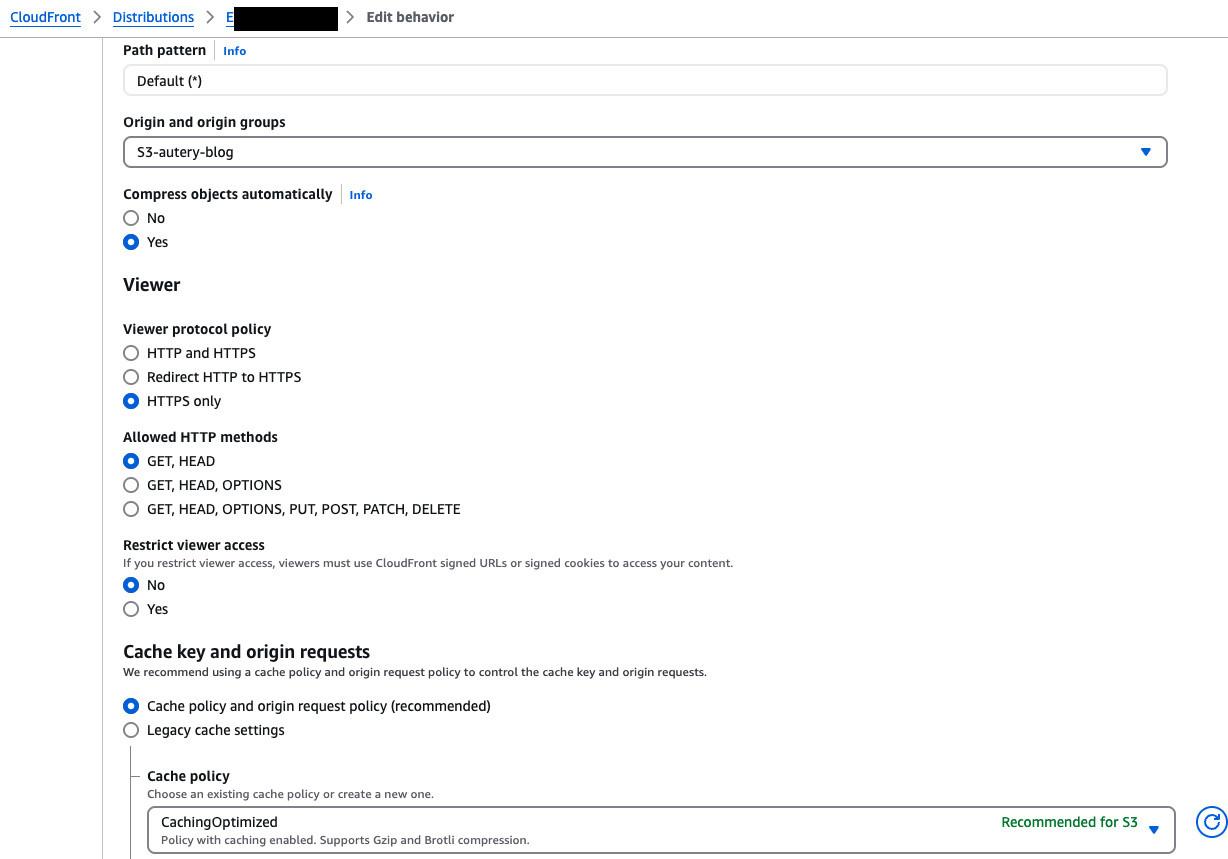 CloudFront > Distributions > E > Edit behavior
Path pattern Info
Default (*)
Origin and origin groups
S3-autery-blog
Compress objects automatically Info
No
Yes
Viewer
Viewer protocol policy
HTTP and HTTPS
Redirect HTTP to HTTPS
HTTPS only
Allowed HTTP methods
GET, HEAD
GET, HEAD, OPTIONS
GET, HEAD, OPTIONS, PUT, POST, PATCH, DELETE
Restrict viewer access
If you restrict viewer access, viewers must use CloudFront signed URLs or signed cookies to access your content.
No
Yes
Cache key and origin requests
We recommend using a cache policy and origin request policy to control the cache key and origin requests.
Cache policy and origin request policy (recommended)
Legacy cache settings
Cache policy
Choose an existing cache policy or create a new one.
CachingOptimized Recommended for S3
Policy with caching enabled. Supports Gzip and Brotli compression.